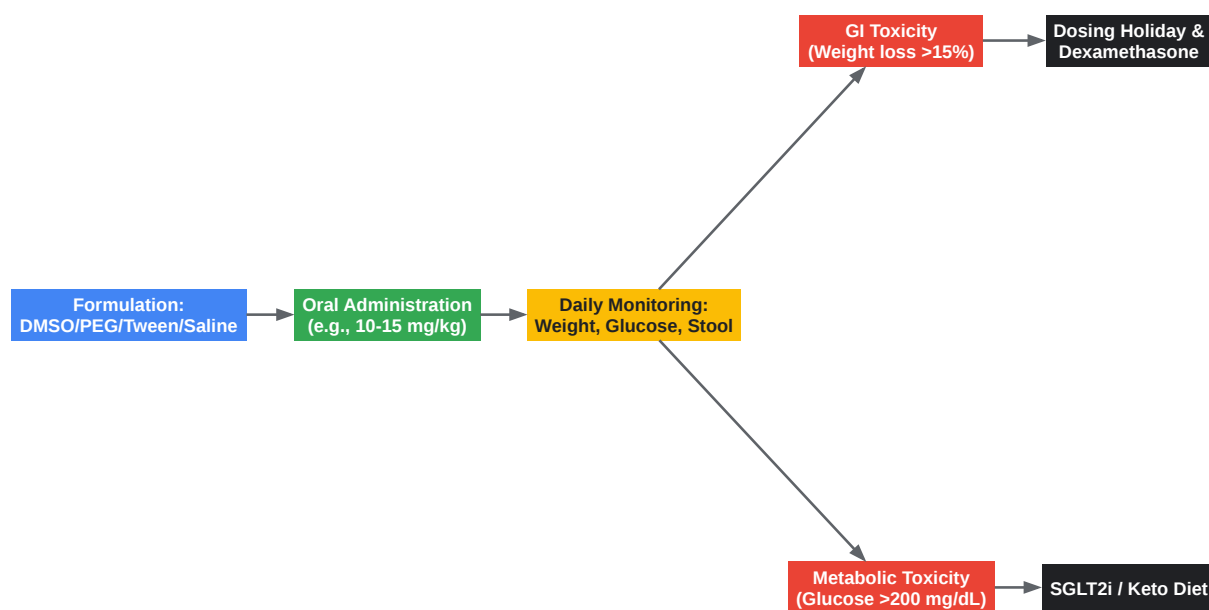 GI Toxicity
(Weight loss >15%)
Dosing Holiday &
Dexamethasone
Formulation:
DMSO/PEG/Tween/Saline
Oral Administration
(e.g., 10-15 mg/kg)
Daily Monitoring:
Weight, Glucose, Stool
Metabolic Toxicity
(Glucose >200 mg/dL)
SGLT2i / Keto Diet